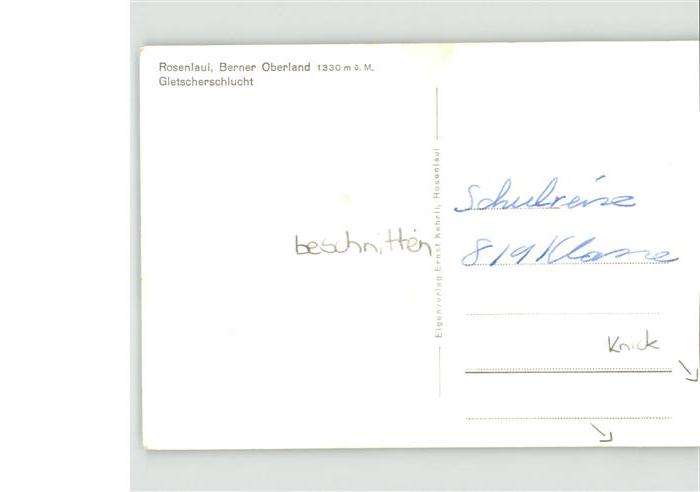 Rosenlaui, Berner Oberland 1330 m ü. M.
Gletscherschlucht
beschnitten
Eigenverlag Ernst Kehrli, Rosenlaui
Schulreise
8/9 Klasse
Knick